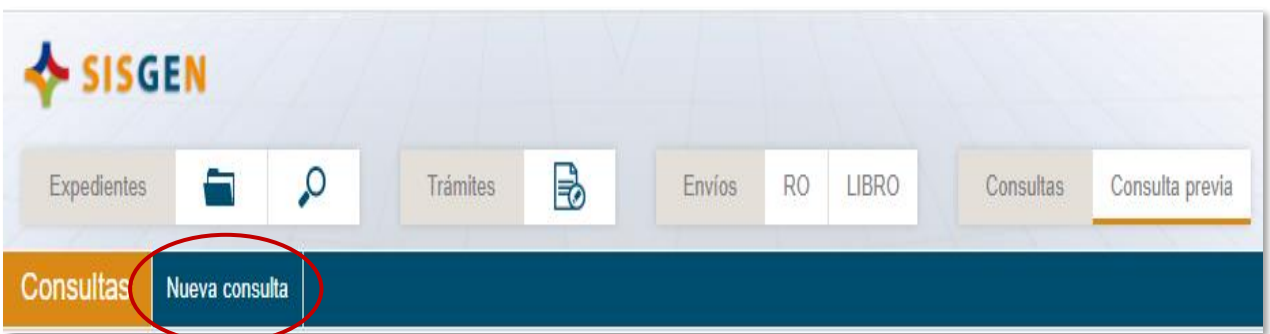 SISGEN
Expedientes Trámites Envíos RO LIBRO Consultas Consulta previa
Consultas Nueva consulta